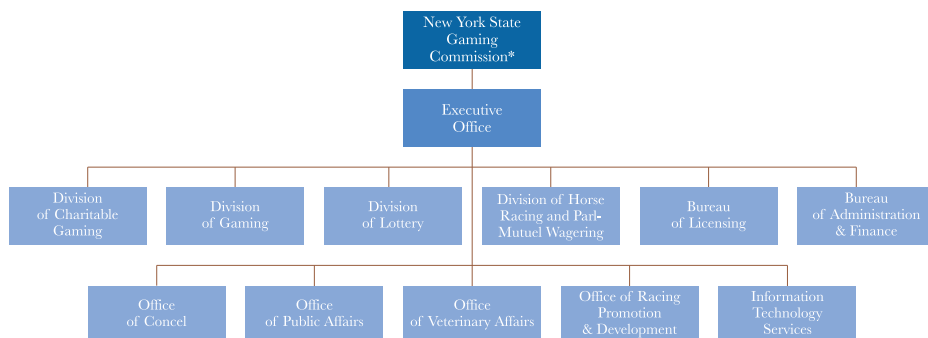 New York State
Gaming
Commission*
Executive
Office
Division
of Charitable
Gaming
Division
of Gaming
Division
of Lottery
Division of Horse
Racing and Parl-
Mutuel Wagering
Bureau
of Licensing
Bureau
of Administration
& Finance
Office
of Concel
Office
of Public Affairs
Office
of Veterinary Affairs
Office of Racing
Promotion
& Development
Information
Technology
Services